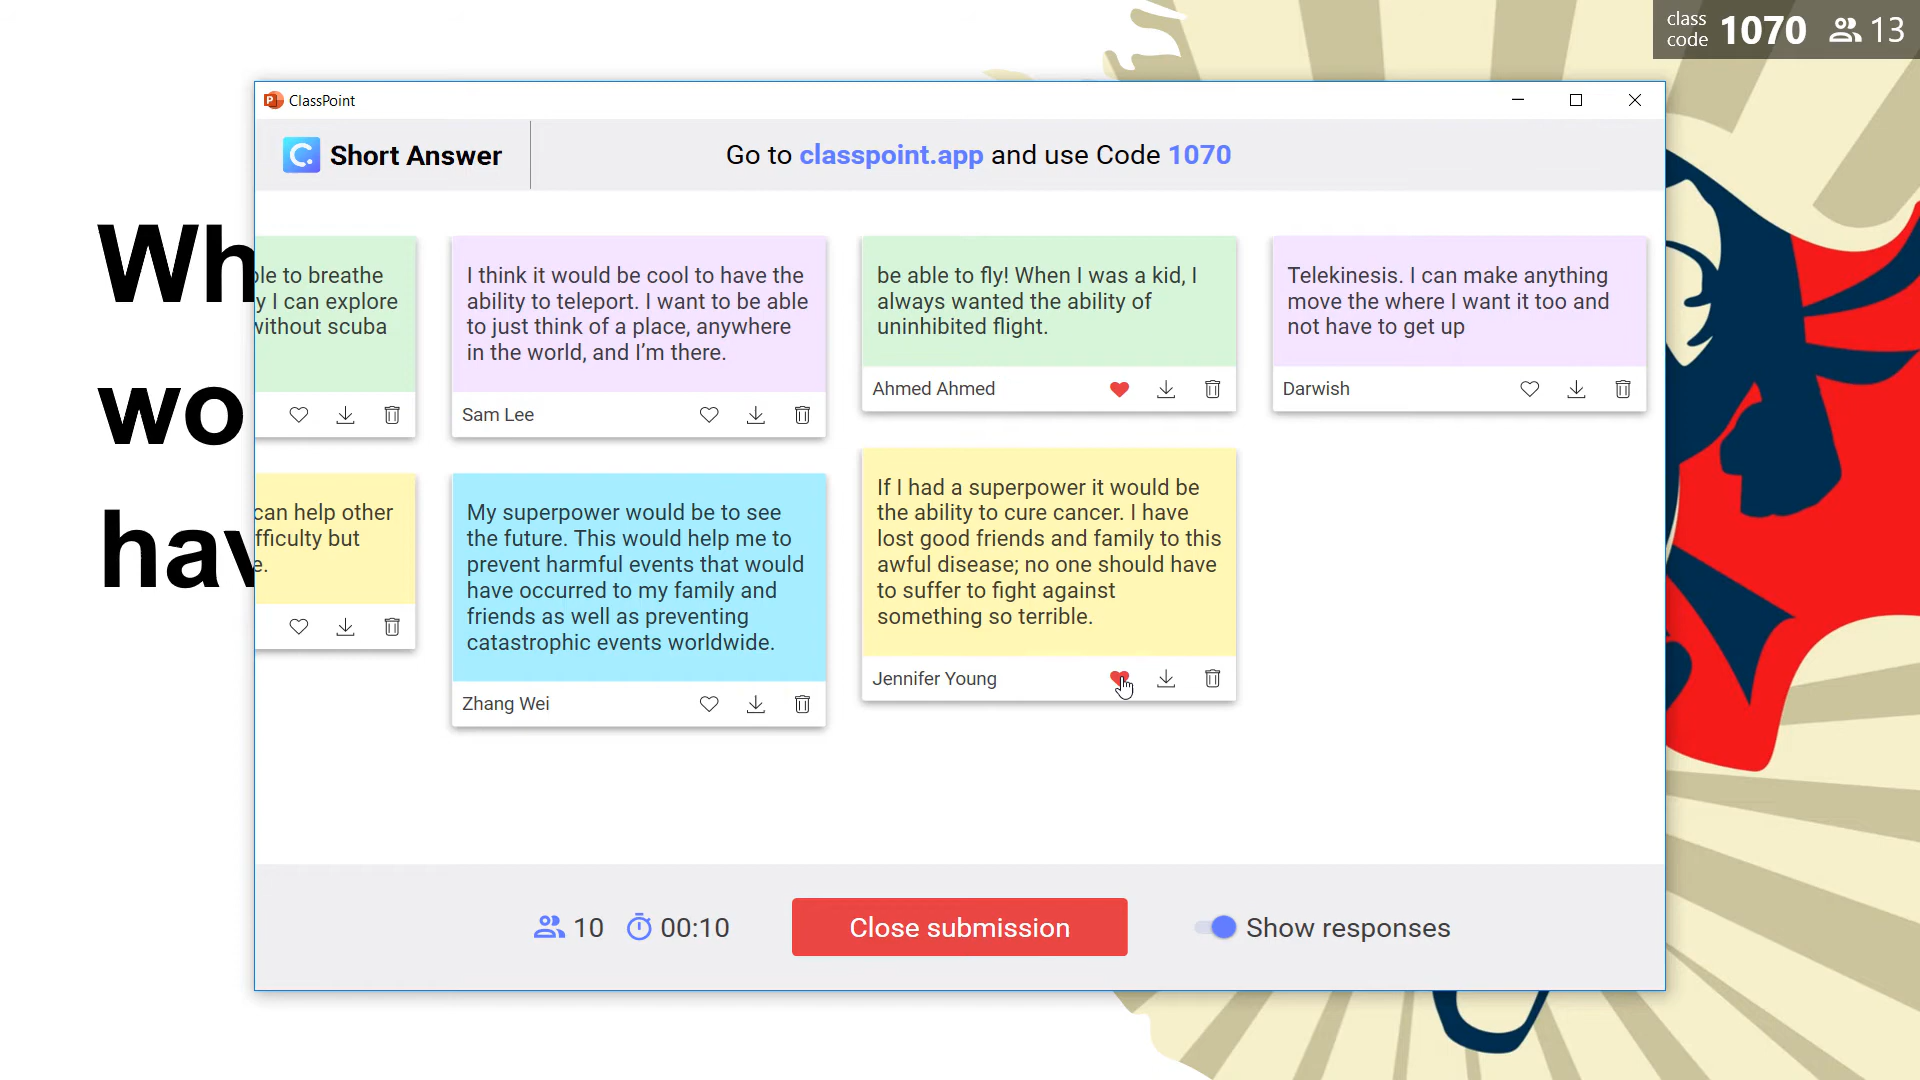 class
code 1070 13
ClassPoint
Short Answer
Go to classpoint.app and use Code 1070
Wh
wo
hav
ble to breathe
y I can explore
without scuba
can help other
fficulty but
e.
I think it would be cool to have the
ability to teleport. I want to be able
to just think of a place, anywhere
in the world, and I’m there.
Sam Lee
My superpower would be to see
the future. This would help me to
prevent harmful events that would
have occurred to my family and
friends as well as preventing
catastrophic events worldwide.
Zhang Wei
be able to fly! When I was a kid, I
always wanted the ability of
uninhibited flight.
Ahmed Ahmed
If I had a superpower it would be
the ability to cure cancer. I have
lost good friends and family to this
awful disease; no one should have
to suffer to fight against
something so terrible.
Jennifer Young
Telekinesis. I can make anything
move the where I want it too and
not have to get up
Darwish
10 00:10
Close submission
Show responses